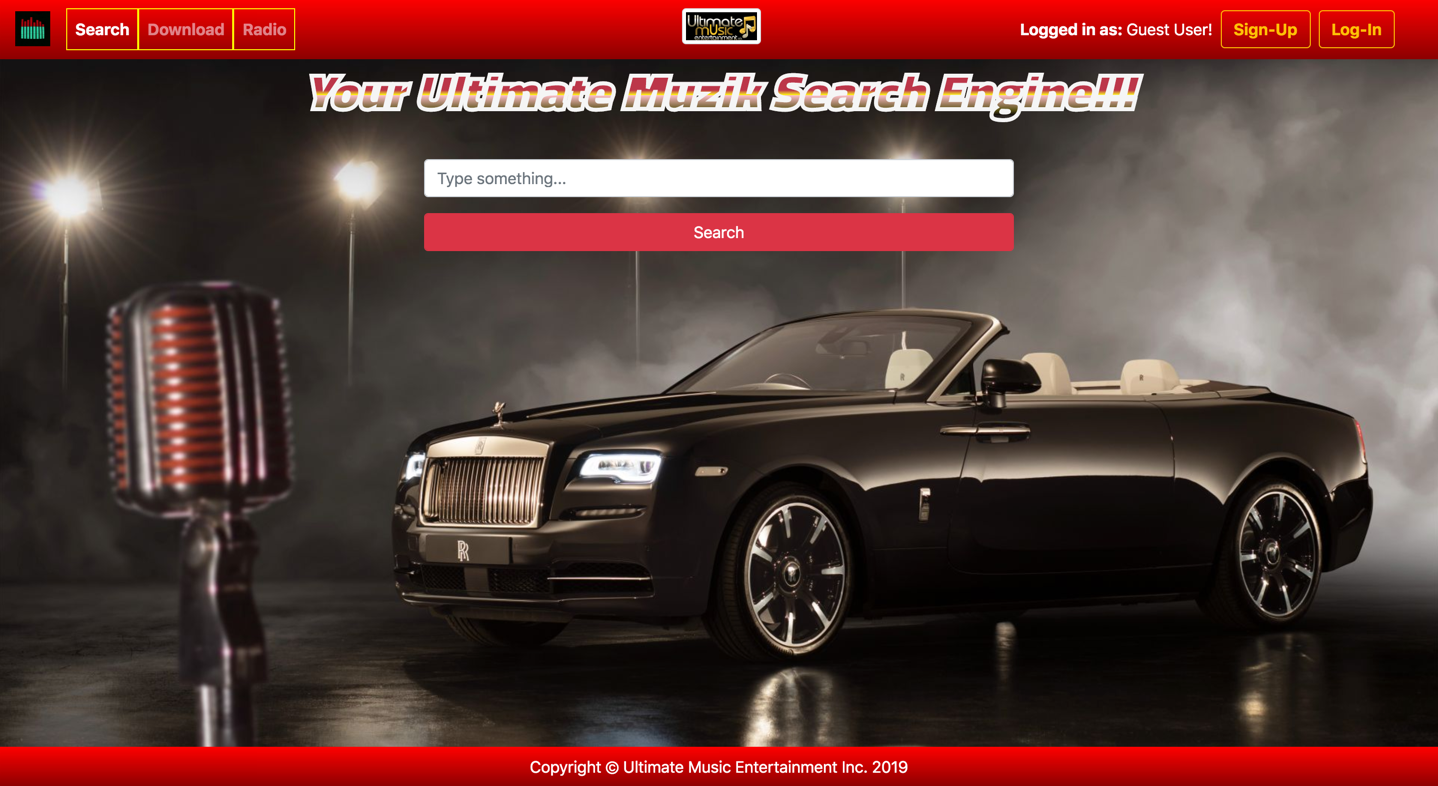 Search Download Radio
Ultimate
music
entertainment
Logged in as: Guest User! Sign-Up Log-In
Your Ultimate Muzik Search Engine!!!
Type something...
Search
RR
Copyright © Ultimate Music Entertainment Inc. 2019